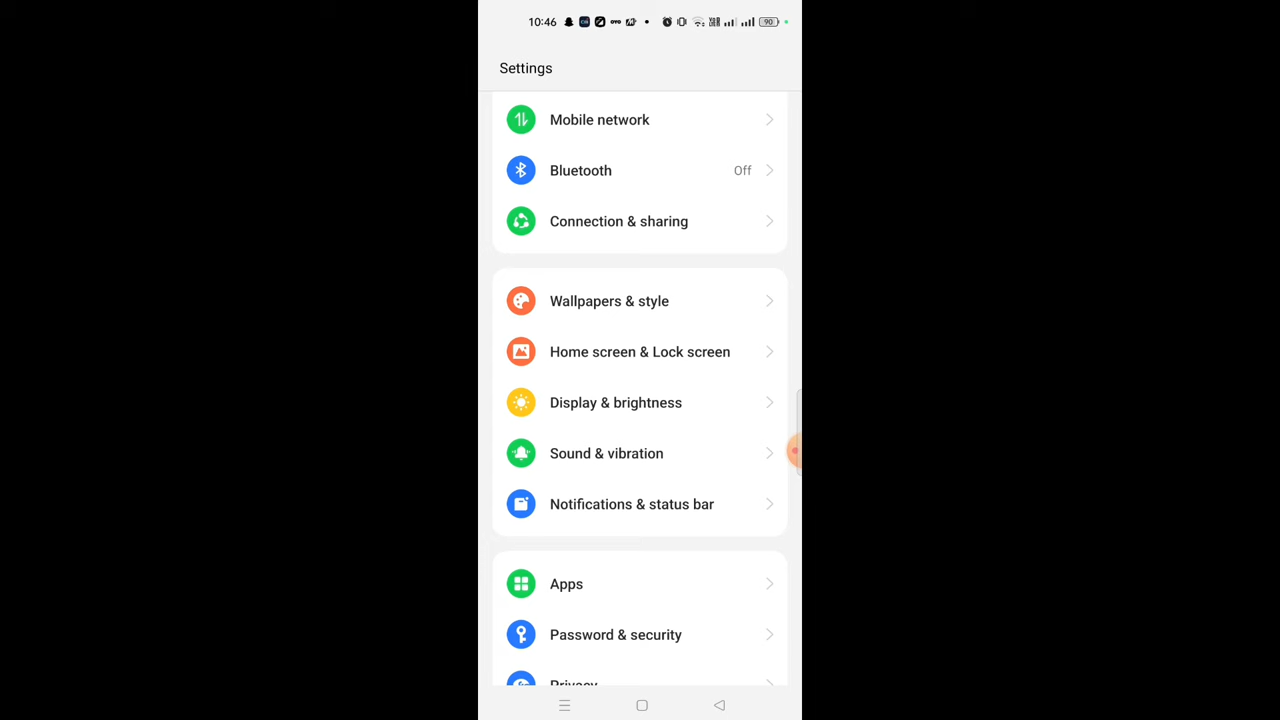 10:46 90
Settings
Mobile network
Bluetooth Off
Connection & sharing
Wallpapers & style
Home screen & Lock screen
Display & brightness
Sound & vibration
Notifications & status bar
Apps
Password & security
Privacy